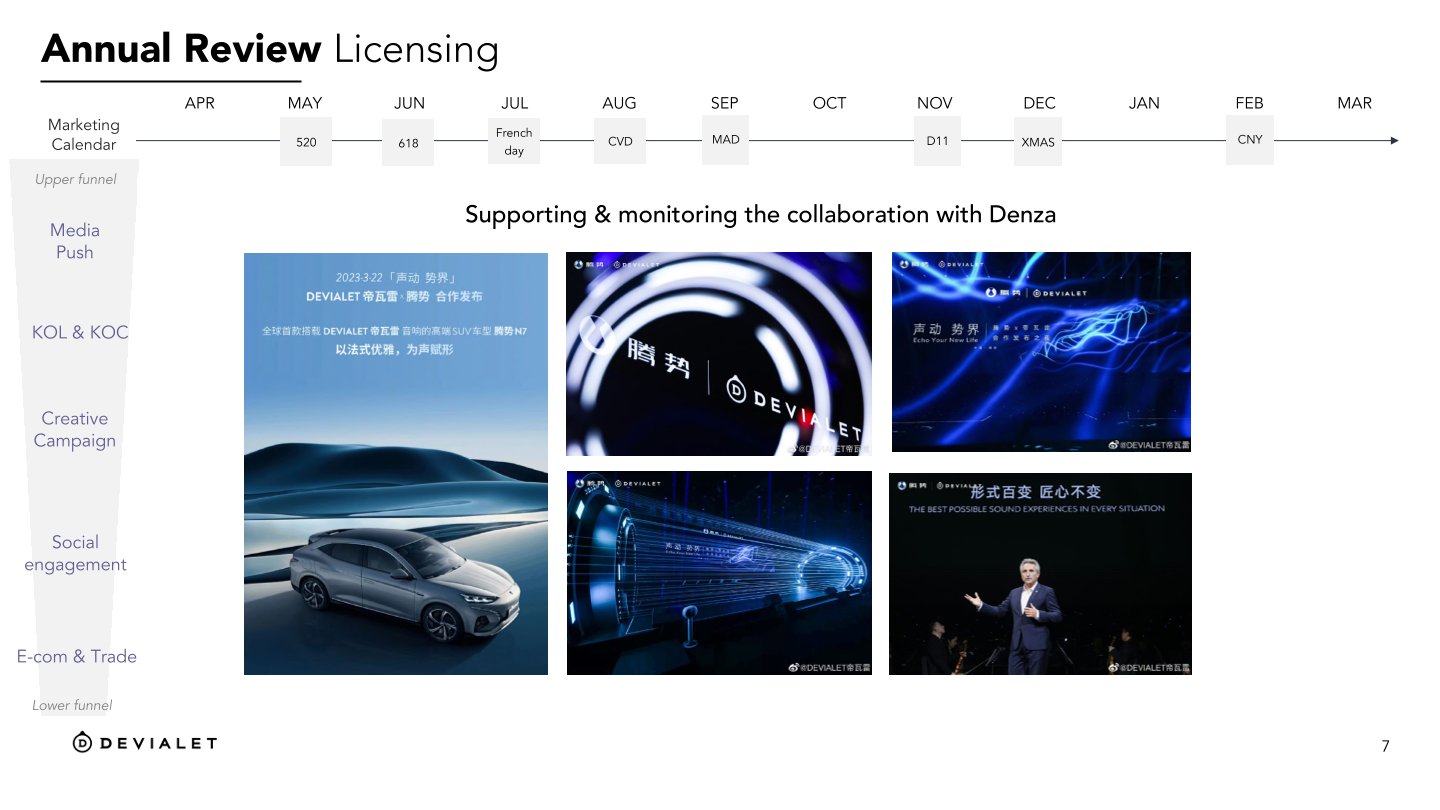 Annual Review Licensing
APR MAY JUN JUL AUG SEP OCT NOV DEC JAN FEB MAR
Marketing
Calendar
520
618
French
day
CVD
MAD
D11
XMAS
CNY
Upper funnel
Media
Push
KOL & KOC
Creative
Campaign
Social
engagement
E-com & Trade
Lower funnel
Supporting & monitoring the collaboration with Denza
2023-3-22「声动 势界」
DEVIALET 帝瓦雷 × 腾势 合作发布
全球首款搭载 DEVIALET 帝瓦雷 音响的高端SUV车型 腾势N7
以法式优雅，为声赋形
腾势 DEVIALET
腾势 | DEVIALET
@DEVIALET帝瓦雷
腾势 DEVIALET
腾势 | DEVIALET
声动 势界
Echo Your New Life
腾势 x 帝瓦雷
合作发布之夜
@DEVIALET帝瓦雷
腾势 DEVIALET
声动 势界
@DEVIALET帝瓦雷
腾势 DEVIALET
形式百变 匠心不变
THE BEST POSSIBLE SOUND EXPERIENCES IN EVERY SITUATION
@DEVIALET帝瓦雷
DEVIALET
7